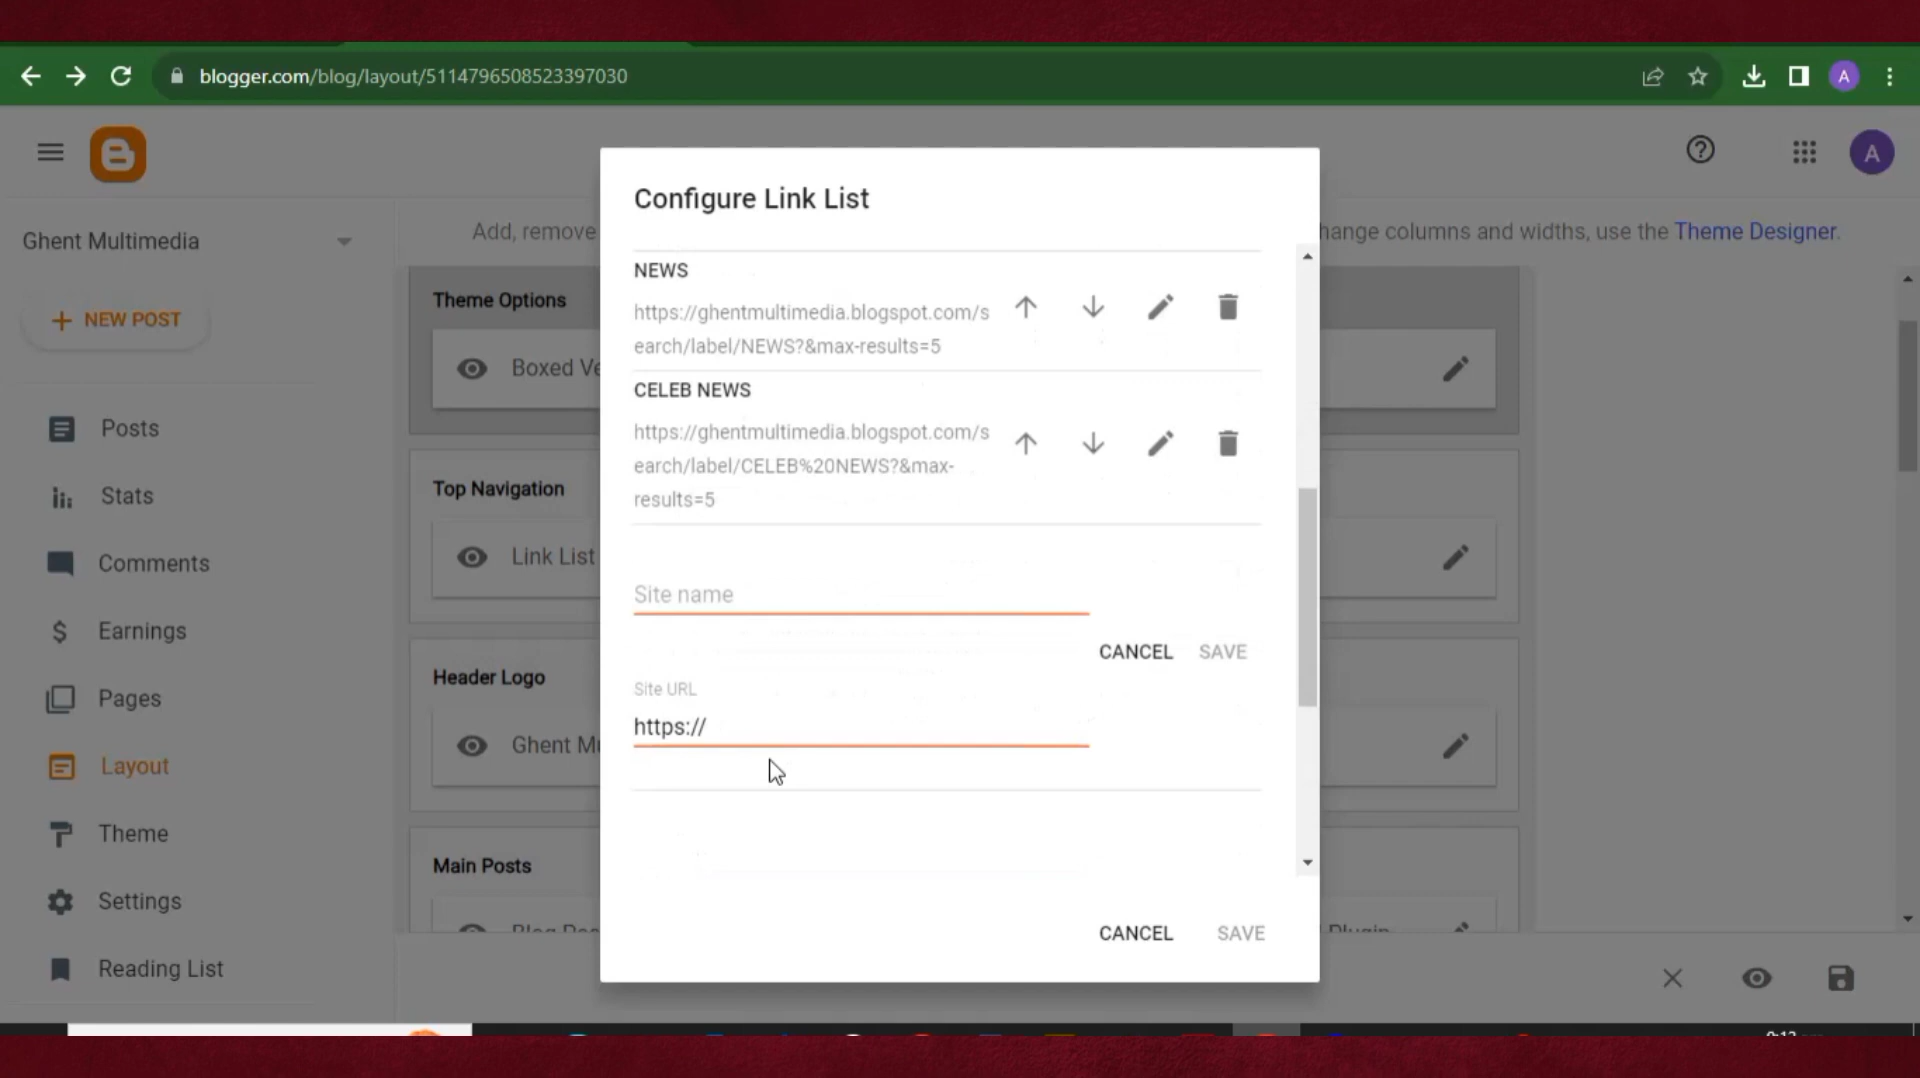 blogger.com/blog/layout/5114796508523397030
A
A
Ghent Multimedia
NEW POST
Posts
Stats
Comments
Earnings
Pages
Layout
Theme
Settings
Reading List
Add, remove
hange columns and widths, use the Theme Designer.
Theme Options
Boxed Ve
Top Navigation
Link List
Header Logo
Ghent Mu
Main Posts
Blog Pos
Plugin
Configure Link List
NEWS
https://ghentmultimedia.blogspot.com/s
earch/label/NEWS?&max-results=5
CELEB NEWS
https://ghentmultimedia.blogspot.com/s
earch/label/CELEB%20NEWS?&max-
results=5
Site name
CANCEL SAVE
Site URL
https://
CANCEL SAVE